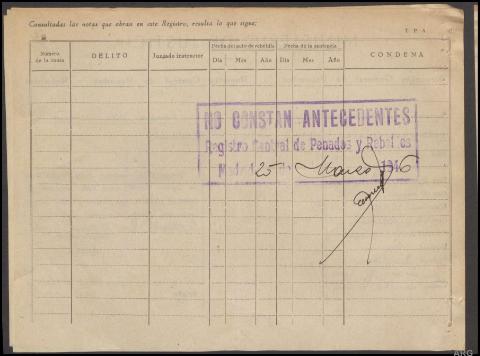 Consultadas las notas que obran en este Registro, resulta lo que sigue:
T. P. A.
Fecha del auto de rebeldía Fecha de la sentencia
Número de la causa DELITO Juzgado instructor Día Mes Año Día Mes Año CONDENA
NO CONSTAN ANTECEDENTES
Registro Central de Penados y Rebeldes
Madrid 25 de Marzo 1946
ARG